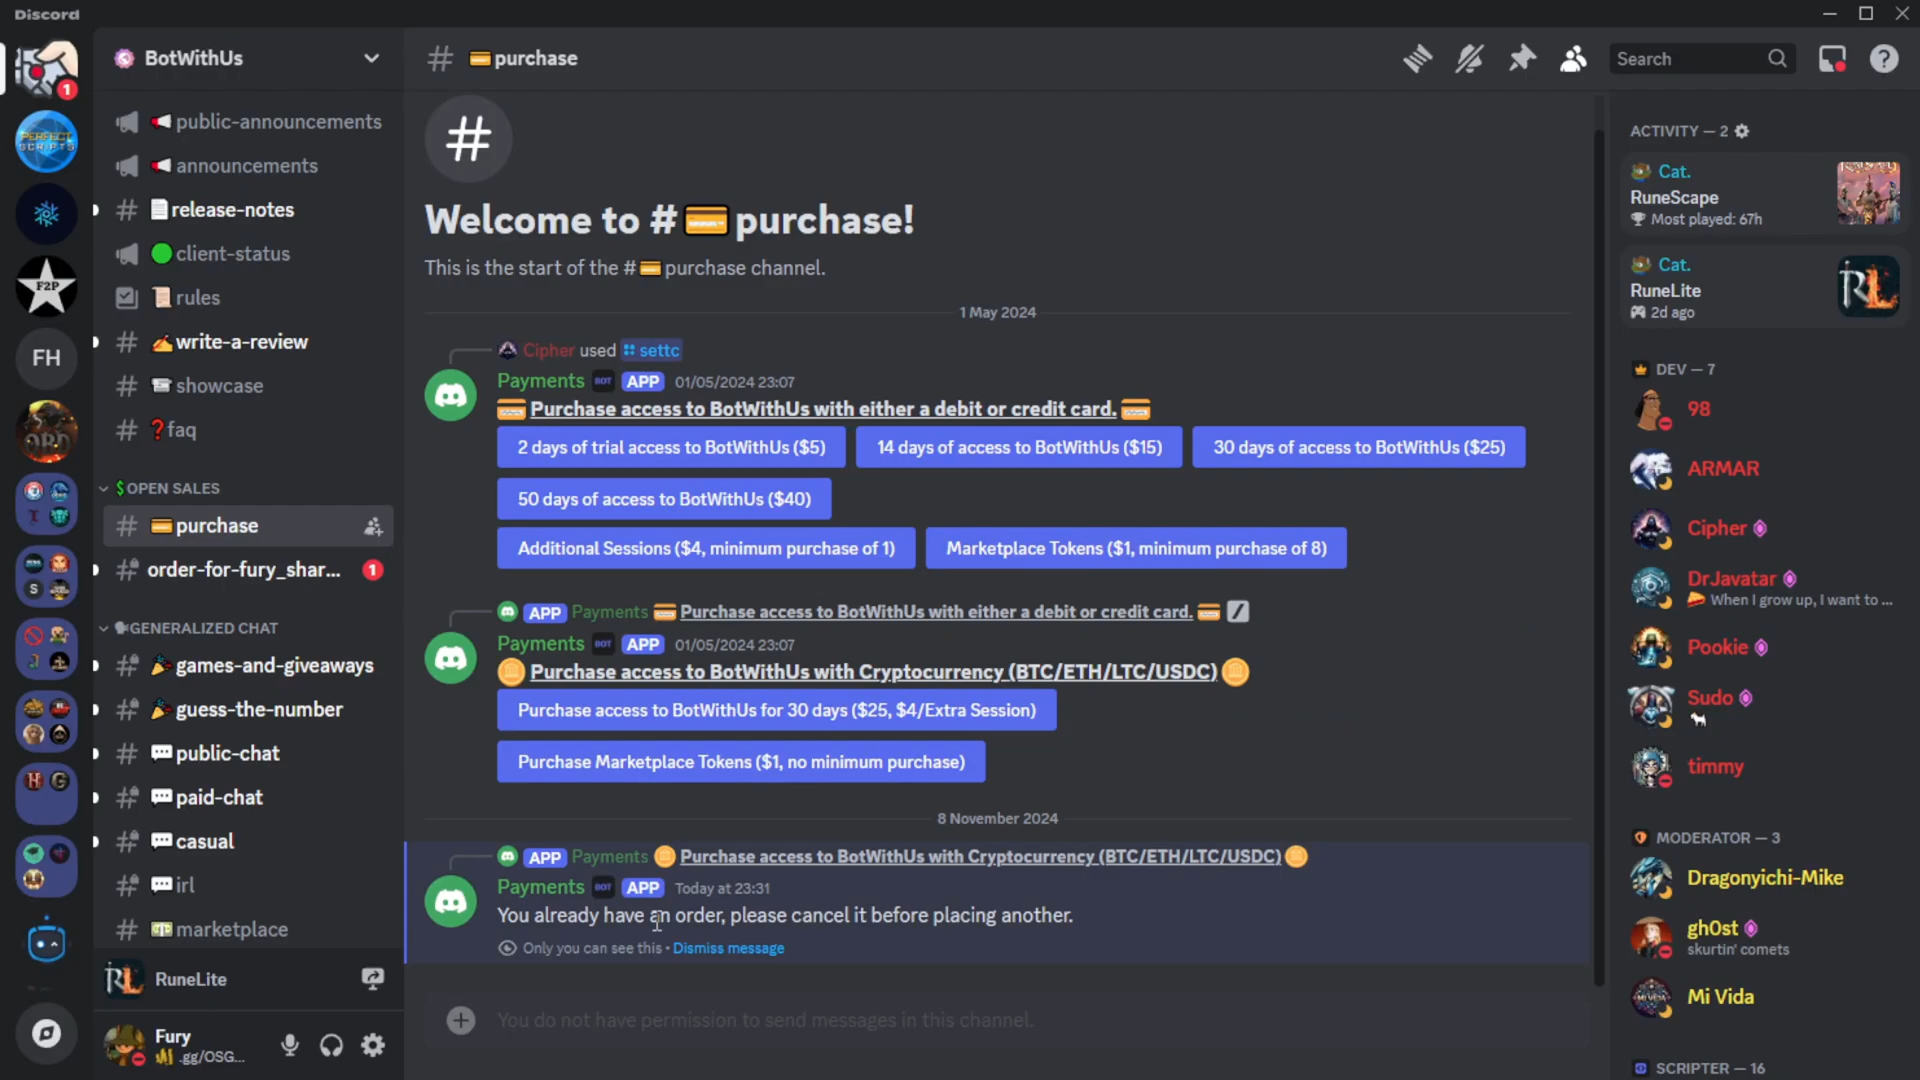 Discord
BotWithUs
purchase
Search
1
PERFECT
SCRIPTS
F2P
FH
public-announcements
announcements
release-notes
client-status
rules
write-a-review
showcase
faq
$OPEN SALES
purchase
order-for-fury_shar...
1
GENERALIZED CHAT
games-and-giveaways
guess-the-number
public-chat
paid-chat
casual
irl
marketplace
RL RuneLite
Fury
.gg/OSG...
Welcome to # purchase!
This is the start of the # purchase channel.
1 May 2024
Cipher used settc
Payments BOT APP 01/05/2024 23:07
Purchase access to BotWithUs with either a debit or credit card.
2 days of trial access to BotWithUs ($5)
14 days of access to BotWithUs ($15)
30 days of access to BotWithUs ($25)
50 days of access to BotWithUs ($40)
Additional Sessions ($4, minimum purchase of 1)
Marketplace Tokens ($1, minimum purchase of 8)
APP Payments Purchase access to BotWithUs with either a debit or credit card.
Payments BOT APP 01/05/2024 23:07
Purchase access to BotWithUs with Cryptocurrency (BTC/ETH/LTC/USDC)
Purchase access to BotWithUs for 30 days ($25, $4/Extra Session)
Purchase Marketplace Tokens ($1, no minimum purchase)
8 November 2024
APP Payments Purchase access to BotWithUs with Cryptocurrency (BTC/ETH/LTC/USDC)
Payments BOT APP Today at 23:31
You already have an order, please cancel it before placing another.
Only you can see this • Dismiss message
You do not have permission to send messages in this channel.
ACTIVITY — 2
Cat.
RuneScape
Most played: 67h
Cat.
RuneLite
2d ago
RL
DEV — 7
98
ARMAR
Cipher
DrJavatar
When I grow up, I want to ...
Pookie
Sudo
timmy
MODERATOR — 3
Dragonyichi-Mike
gh0st
skurtin' comets
Mi Vida
SCRIPTER — 16